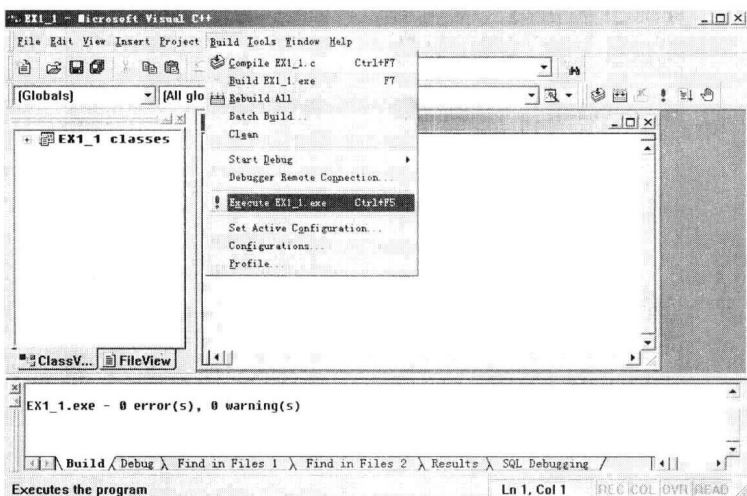 EX1_1 - Microsoft Visual C++
File Edit View Insert Project Build Tools Window Help
Compile EX1_1.c Ctrl+F7
Build EX1_1.exe F7
Rebuild All
Batch Build...
Clean
Start Debug
Debugger Remote Connection...
Execute EX1_1.exe Ctrl+F5
Set Active Configuration...
Configurations...
Profile...
(Globals) (All glo
EX1_1 classes
ClassV... FileView
EX1_1.exe - 0 error(s), 0 warning(s)
Build Debug Find in Files 1 Find in Files 2 Results SQL Debugging
Executes the program Ln 1, Col 1 REC COL OVR READ